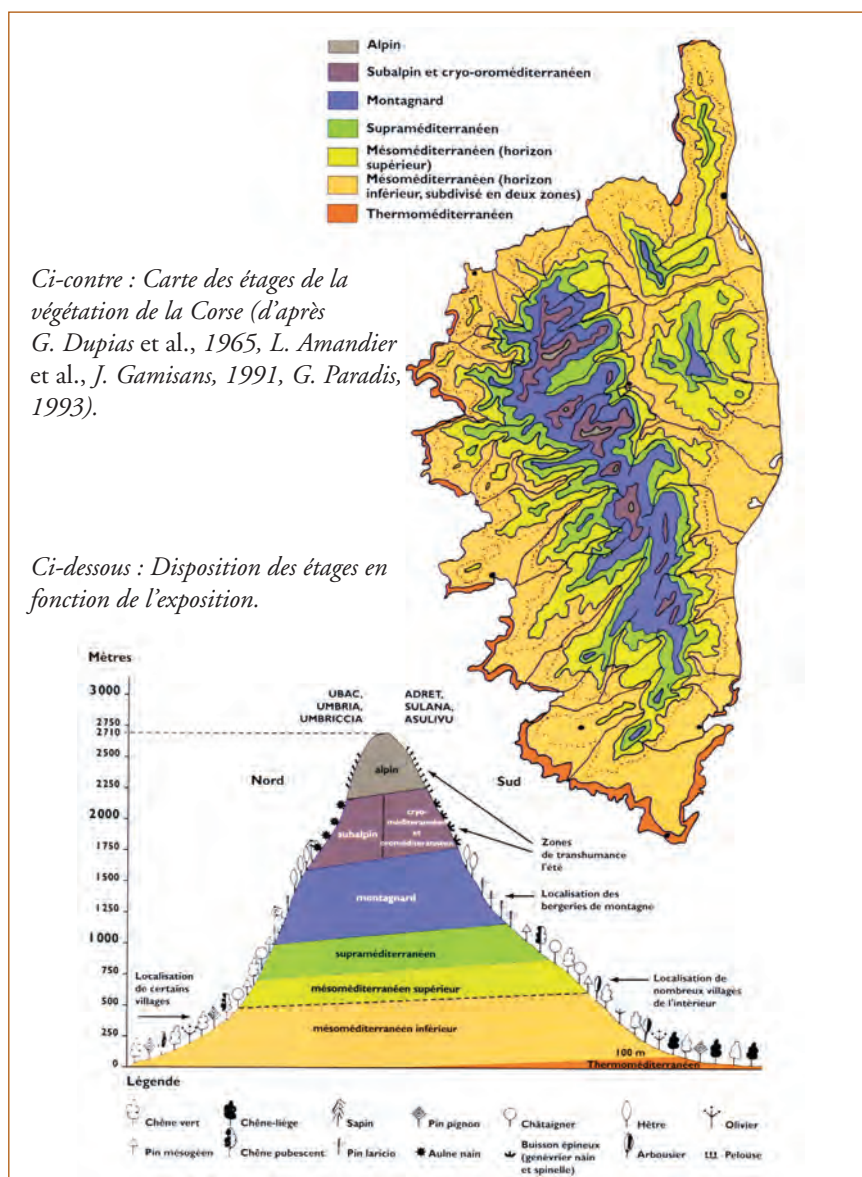 Alpin
Subalpin et cryo-oroméditerranéen
Montagnard
Supraméditerranéen
Mésoméditerranéen (horizon
supérieur)
Mésoméditerranéen (horizon
inférieur, subdivisé en deux zones)
Thermoméditerranéen
Ci-contre : Carte des étages de la
végétation de la Corse (d'après
G. Dupias et al., 1965, L. Amandier
et al., J. Gamisans, 1991, G. Paradis,
1993).
Ci-dessous : Disposition des étages en
fonction de l'exposition.
Mètres
3000
2750
2710
2500
2250
2000
1750
1500
1250
1000
750
500
250
0
UBAC,
UMBRIA,
UMBRICCIA
ADRET,
SULANA,
ASULIVU
Nord
Sud
alpin
subalpin
cryo-
méditerranéen
et
oroméditerranéen
montagnard
supraméditerranéen
mésoméditerranéen supérieur
mésoméditerranéen inférieur
100 m
Thermoméditerranéen
Zones
de transhumance
l'été
Localisation des
bergeries de montagne
Localisation
de certains
villages
Localisation de
nombreux villages
de l'intérieur
Légende
Chêne vert
Chêne-liège
Sapin
Pin pignon
Châtaigner
Hêtre
Olivier
Pin mésogéen
Chêne pubescent
Pin laricio
Aulne nain
Buisson épineux
(genévrier nain
et spinelle)
Arbousier
Pelouse